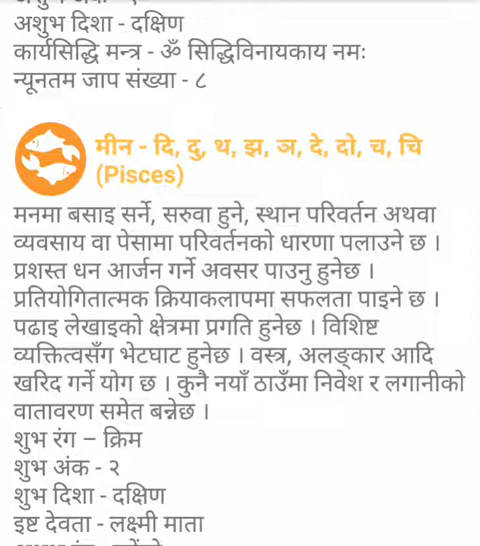 अशुभ दिशा - दक्षिण
कार्यसिद्धि मन्त्र - ॐ सिद्धिविनायकाय नमः
न्यूनतम जाप संख्या - ८
मीन - दि, दु, थ, झ, ञ, दे, दो, च, चि
(Pisces)
मनमा बसाइ सर्ने, सरुवा हुने, स्थान परिवर्तन अथवा
व्यवसाय वा पेसामा परिवर्तनको धारणा पलाउने छ ।
प्रशस्त धन आर्जन गर्ने अवसर पाउनु हुनेछ ।
प्रतियोगितात्मक क्रियाकलापमा सफलता पाइने छ ।
पढाइ लेखाइको क्षेत्रमा प्रगति हुनेछ । विशिष्ट
व्यक्तित्वसँग भेटघाट हुनेछ । वस्त्र, अलङ्कार आदि
खरिद गर्ने योग छ । कुनै नयाँ ठाउँमा निवेश र लगानीको
वातावरण समेत बन्नेछ ।
शुभ रंग – क्रिम
शुभ अंक - २
शुभ दिशा - दक्षिण
इष्ट देवता - लक्ष्मी माता